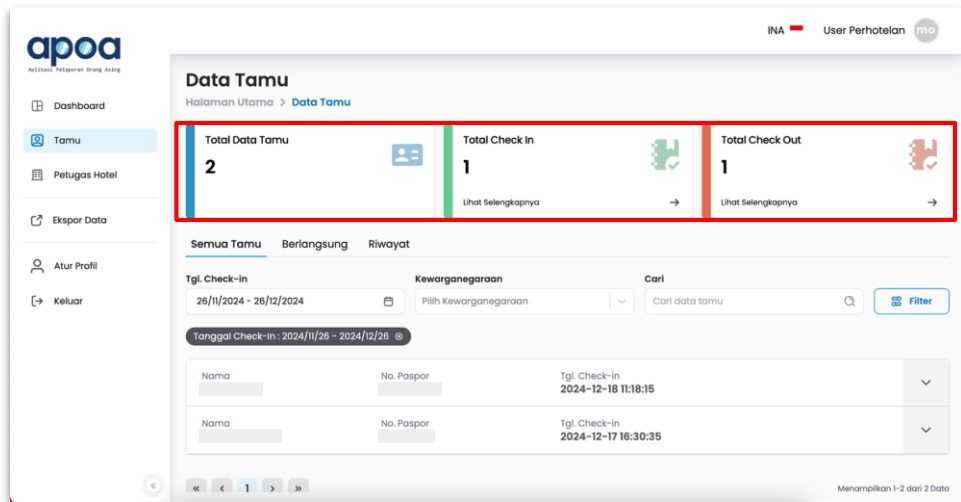 apoa
Aplikasi Pelaporan Orang Asing
Dashboard
Tamu
Petugas Hotel
Ekspor Data
Atur Profil
Keluar
INA
User Perhotelan
mo
Data Tamu
Halaman Utama > Data Tamu
Total Data Tamu
2
Total Check In
1
Lihat Selengkapnya →
Total Check Out
1
Lihat Selengkapnya →
Semua Tamu Berlangsung Riwayat
Tgl. Check-in
26/11/2024 - 26/12/2024
Kewarganegaraan
Pilih Kewarganegaraan
Cari
Cari data tamu
Filter
Tanggal Check-In : 2024/11/26 - 2024/12/26
Nama
No. Paspor
Tgl. Check-in
2024-12-18 11:18:15
Nama
No. Paspor
Tgl. Check-in
2024-12-17 16:30:35
« < 1 > »
Menampilkan 1-2 dari 2 Data